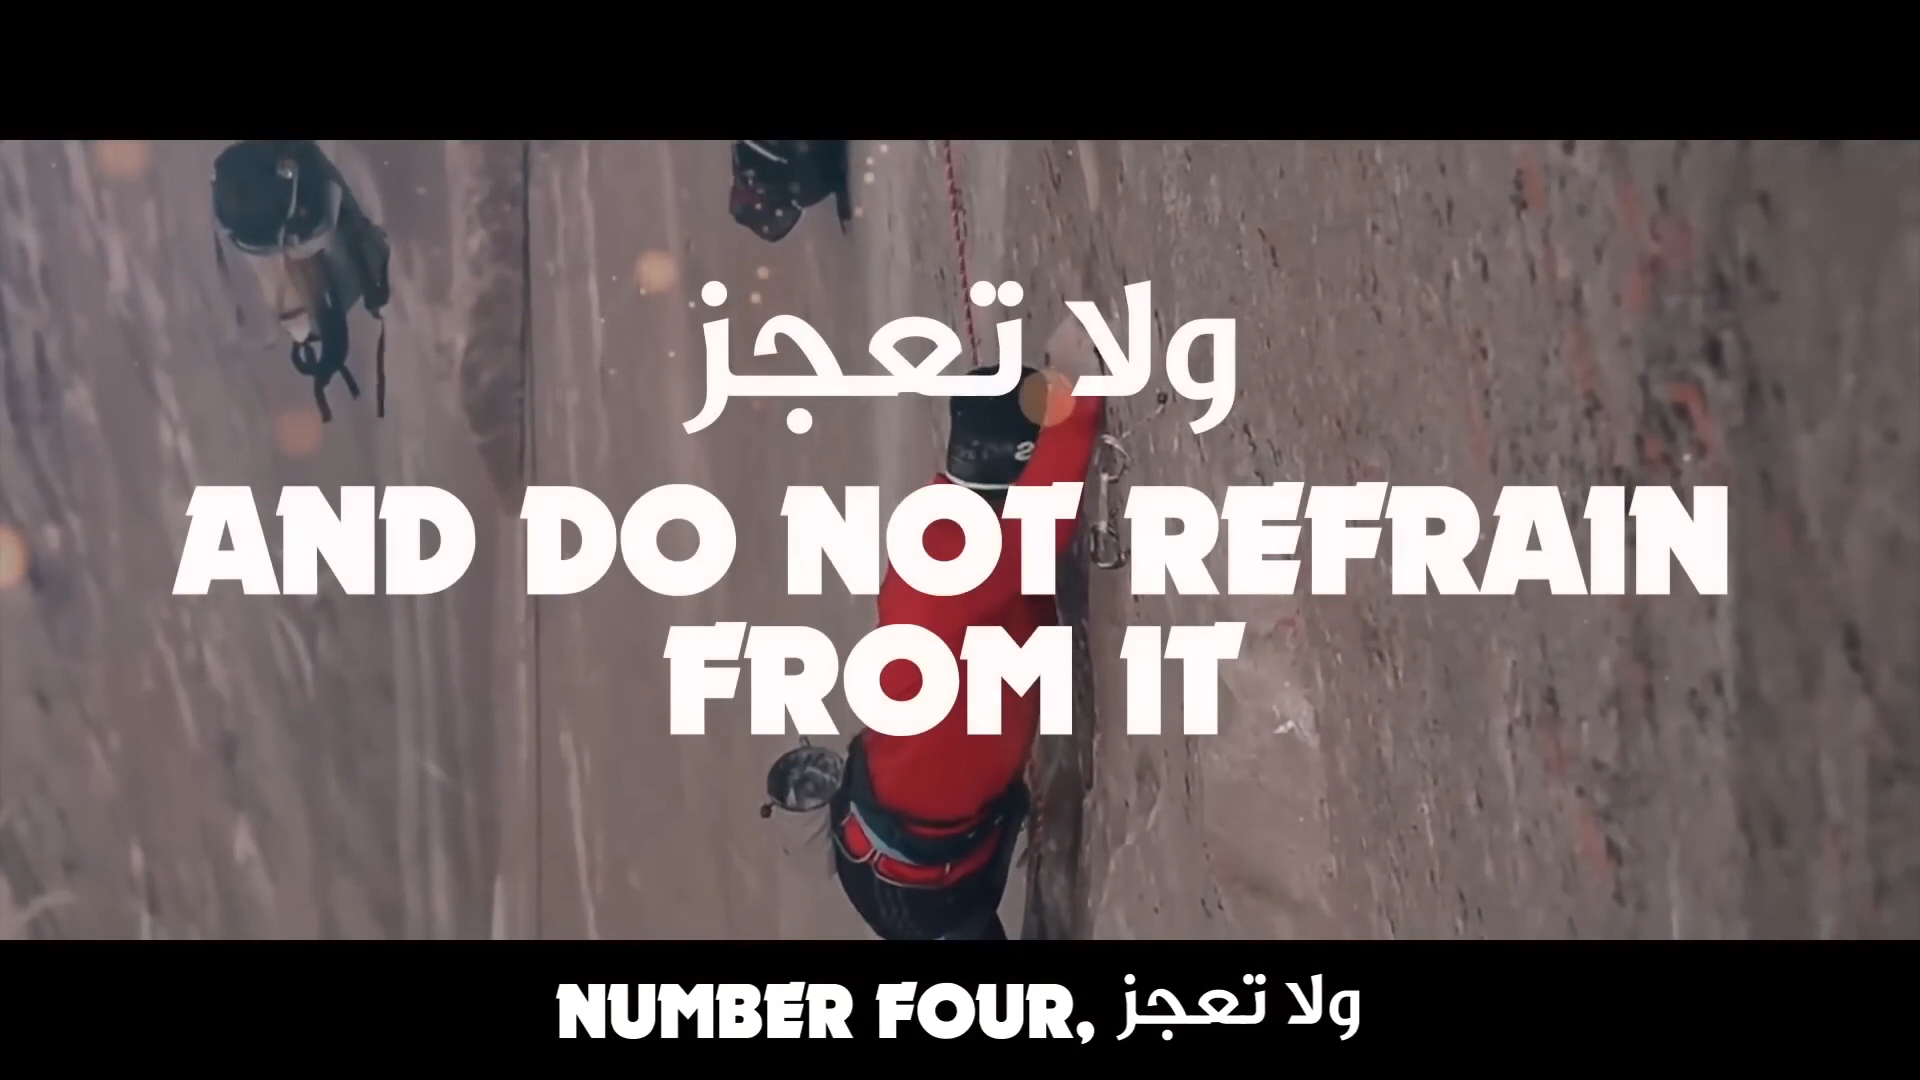 ولا تعجز
AND DO NOT REFRAIN
FROM IT
NUMBER FOUR, ولا تعجز